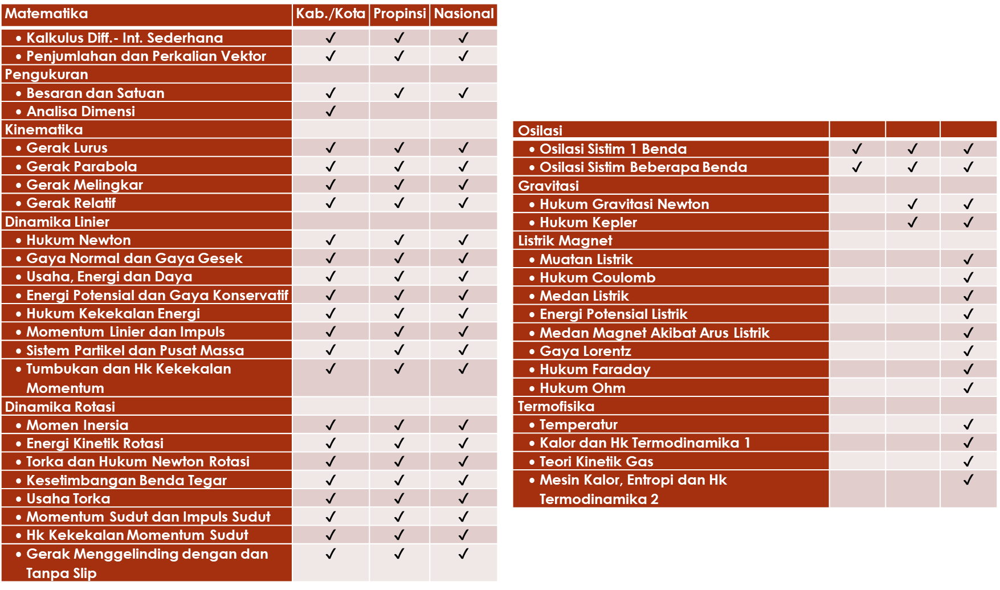 Matematika Kab./Kota Propinsi Nasional
• Kalkulus Diff.- Int. Sederhana ✓ ✓ ✓
• Penjumlahan dan Perkalian Vektor ✓ ✓ ✓
Pengukuran
• Besaran dan Satuan ✓ ✓ ✓
• Analisa Dimensi ✓
Kinematika
• Gerak Lurus ✓ ✓ ✓
• Gerak Parabola ✓ ✓ ✓
• Gerak Melingkar ✓ ✓ ✓
• Gerak Relatif ✓ ✓ ✓
Dinamika Linier
• Hukum Newton ✓ ✓ ✓
• Gaya Normal dan Gaya Gesek ✓ ✓ ✓
• Usaha, Energi dan Daya ✓ ✓ ✓
• Energi Potensial dan Gaya Konservatif ✓ ✓ ✓
• Hukum Kekekalan Energi ✓ ✓ ✓
• Momentum Linier dan Impuls ✓ ✓ ✓
• Sistem Partikel dan Pusat Massa ✓ ✓ ✓
• Tumbukan dan Hk Kekekalan ✓ ✓ ✓
Momentum
Dinamika Rotasi
• Momen Inersia ✓ ✓ ✓
• Energi Kinetik Rotasi ✓ ✓ ✓
• Torka dan Hukum Newton Rotasi ✓ ✓ ✓
• Kesetimbangan Benda Tegar ✓ ✓ ✓
• Usaha Torka ✓ ✓ ✓
• Momentum Sudut dan Impuls Sudut ✓ ✓ ✓
• Hk Kekekalan Momentum Sudut ✓ ✓ ✓
• Gerak Menggelinding dengan dan ✓ ✓ ✓
Tanpa Slip
Osilasi
• Osilasi Sistim 1 Benda ✓ ✓ ✓
• Osilasi Sistim Beberapa Benda ✓ ✓ ✓
Gravitasi
• Hukum Gravitasi Newton ✓ ✓
• Hukum Kepler ✓ ✓
Listrik Magnet
• Muatan Listrik ✓
• Hukum Coulomb ✓
• Medan Listrik ✓
• Energi Potensial Listrik ✓
• Medan Magnet Akibat Arus Listrik ✓
• Gaya Lorentz ✓
• Hukum Faraday ✓
• Hukum Ohm ✓
Termofisika
• Temperatur ✓
• Kalor dan Hk Termodinamika 1 ✓
• Teori Kinetik Gas ✓
• Mesin Kalor, Entropi dan Hk ✓
Termodinamika 2